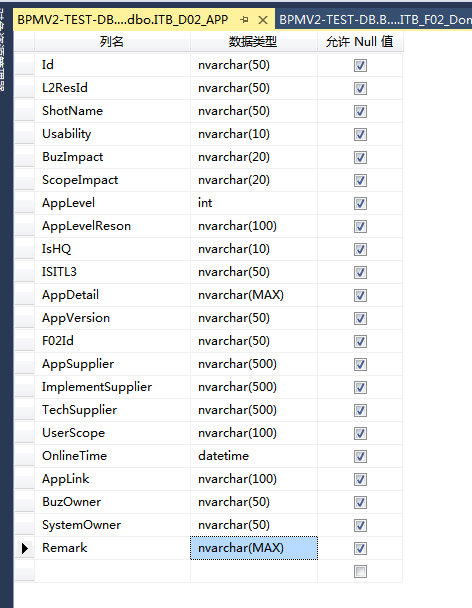 BPMV2-TEST-DB....dbo.ITB_D02_APP
BPMV2-TEST-DB.B....ITB_F02_Don
列名 数据类型 允许 Null 值
Id nvarchar(50)
L2ResId nvarchar(50)
ShotName nvarchar(50)
Usability nvarchar(10)
BuzImpact nvarchar(20)
ScopeImpact nvarchar(20)
AppLevel int
AppLevelReson nvarchar(100)
IsHQ nvarchar(10)
ISITL3 nvarchar(50)
AppDetail nvarchar(MAX)
AppVersion nvarchar(50)
F02Id nvarchar(50)
AppSupplier nvarchar(500)
ImplementSupplier nvarchar(500)
TechSupplier nvarchar(500)
UserScope nvarchar(100)
OnlineTime datetime
AppLink nvarchar(100)
BuzOwner nvarchar(50)
SystemOwner nvarchar(50)
Remark nvarchar(MAX)